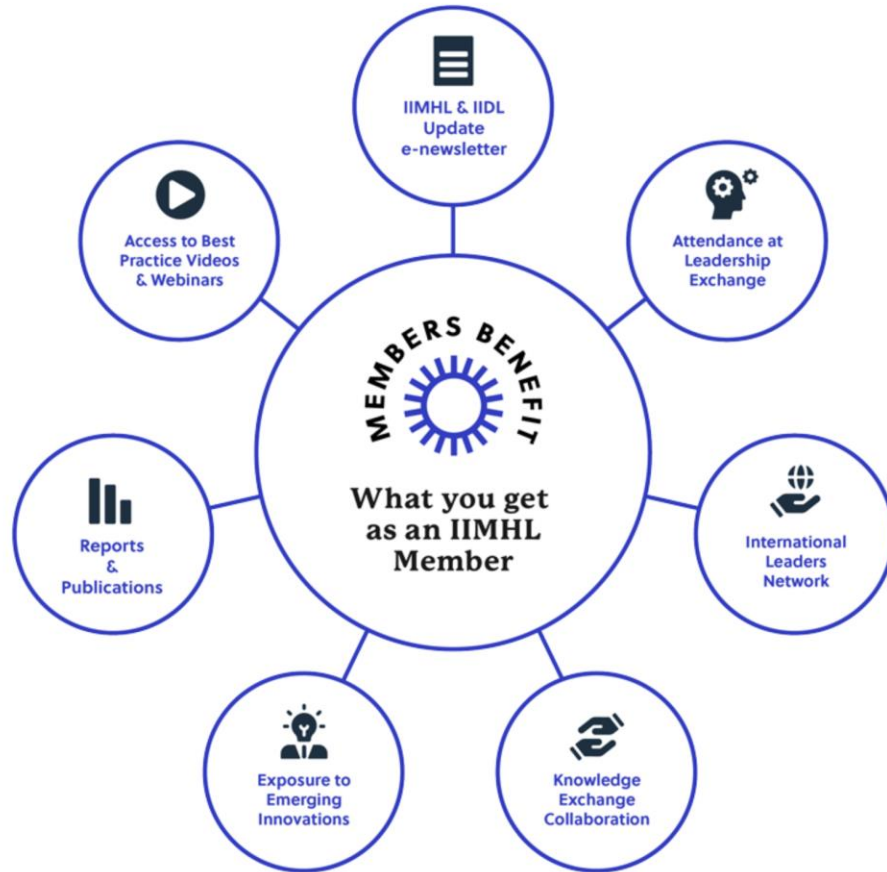 IIMHL & IIDL
Update
e-newsletter
Attendance at
Leadership
Exchange
International
Leaders
Network
Knowledge
Exchange
Collaboration
Exposure to
Emerging
Innovations
Reports
&
Publications
Access to Best
Practice Videos
& Webinars
MEMBERS BENEFIT
What you get
as an IIMHL
Member